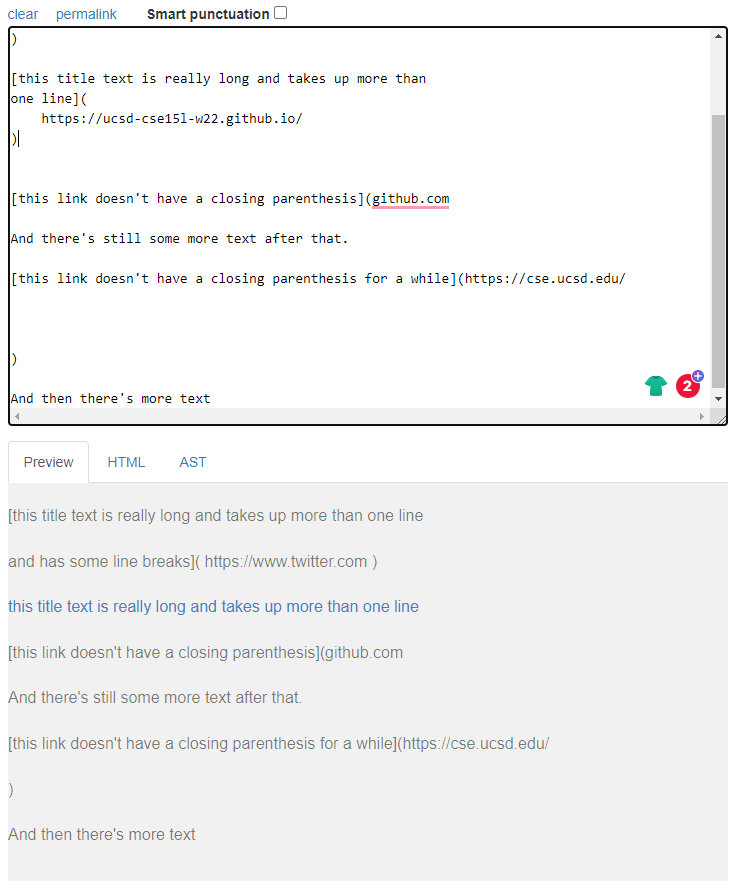 clear permalink Smart punctuation
)
[this title text is really long and takes up more than
one line](
https://ucsd-cse15l-w22.github.io/
)
[this link doesn't have a closing parenthesis](github.com
And there's still some more text after that.
[this link doesn't have a closing parenthesis for a while](https://cse.ucsd.edu/
)
2
And then there's more text
Preview HTML AST
[this title text is really long and takes up more than one line
and has some line breaks]( https://www.twitter.com )
this title text is really long and takes up more than one line
[this link doesn't have a closing parenthesis](github.com
And there's still some more text after that.
[this link doesn't have a closing parenthesis for a while](https://cse.ucsd.edu/
)
And then there's more text